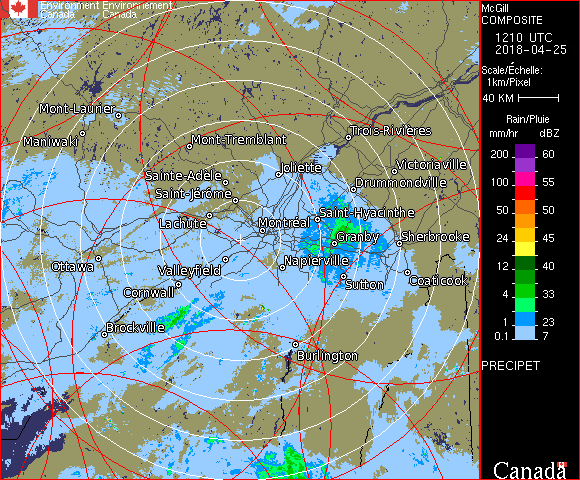 Environment Environnement
Canada Canada
McGill
COMPOSITE
1210 UTC
2018-04-25
Scale/Échelle:
1km/Pixel
40 KM
Rain/Pluie
mm/hr dBZ
200 60
100 55
50 50
24 45
12 40
4 33
1 23
0.1 7
PRECIPET
Canada
Mont-Laurier
Maniwaki
Mont-Tremblant
Trois-Rivières
Joliette
Victoriaville
Sainte-Adèle
Drummondville
Saint-Jérôme
Lachute
Montréal
Saint-Hyacinthe
Granby
Sherbrooke
Ottawa
Valleyfield
Napierville
Sutton
Coaticook
Cornwall
Brockville
Burlington